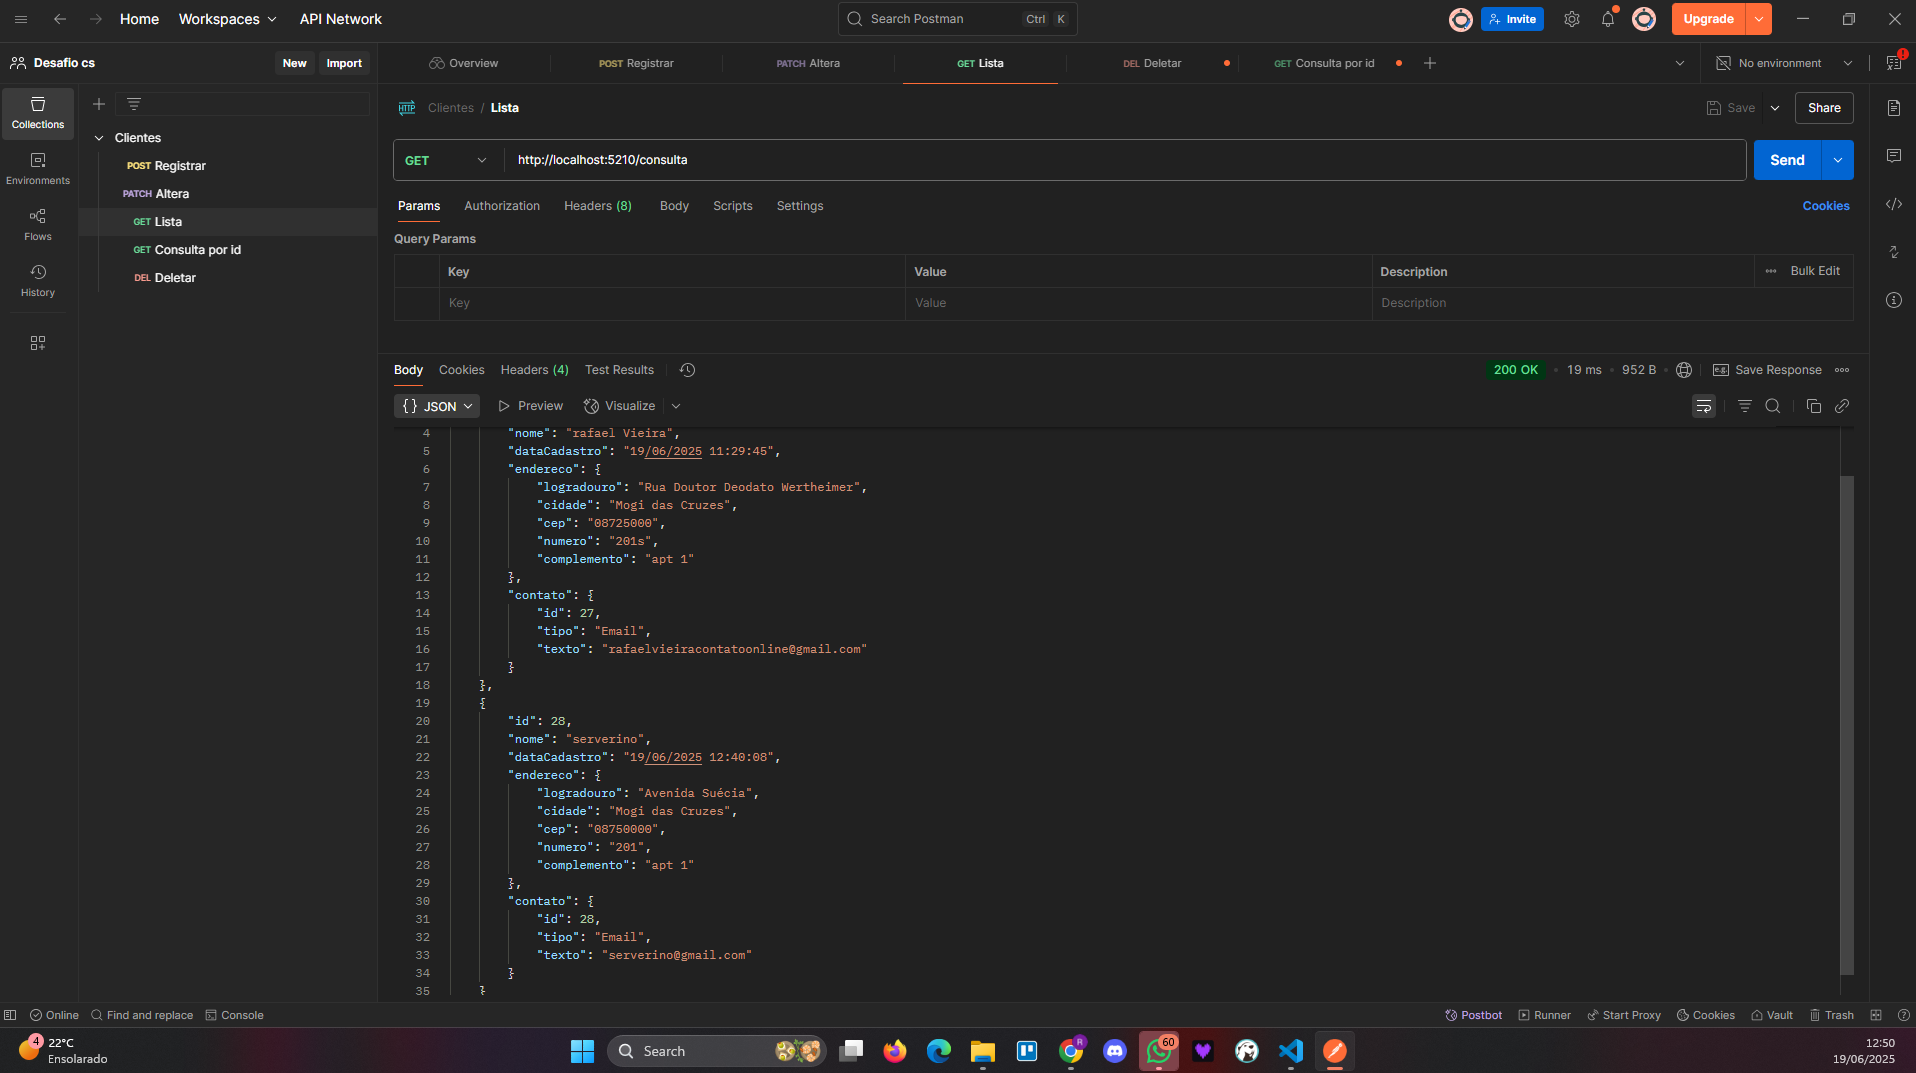 Home Workspaces API Network Search Postman Ctrl K Invite Upgrade
Desafio cs New Import Overview POST Registrar PATCH Altera GET Lista DEL Deletar GET Consulta por id No environment
Collections
Environments
Flows
History
Clientes
POST Registrar
PATCH Altera
GET Lista
GET Consulta por id
DEL Deletar
HTTP Clientes / Lista Save Share
GET http://localhost:5210/consulta Send
Params Authorization Headers (8) Body Scripts Settings Cookies
Query Params
Key Value Description Bulk Edit
Key Value Description
Body Cookies Headers (4) Test Results 200 OK 19 ms 952 B Save Response
{} JSON Preview Visualize
4 "nome": "rafael Vieira",
5 "dataCadastro": "19/06/2025 11:29:45",
6 "endereco": {
7 "logradouro": "Rua Doutor Deodato Wertheimer",
8 "cidade": "Mogi das Cruzes",
9 "cep": "08725000",
10 "numero": "201s",
11 "complemento": "apt 1"
12 },
13 "contato": {
14 "id": 27,
15 "tipo": "Email",
16 "texto": "rafaelvieiracontatoonline@gmail.com"
17 }
18 },
19 {
20 "id": 28,
21 "nome": "serverino",
22 "dataCadastro": "19/06/2025 12:40:08",
23 "endereco": {
24 "logradouro": "Avenida Suécia",
25 "cidade": "Mogi das Cruzes",
26 "cep": "08750000",
27 "numero": "201",
28 "complemento": "apt 1"
29 },
30 "contato": {
31 "id": 28,
32 "tipo": "Email",
33 "texto": "serverino@gmail.com"
34 }
35 }
Online Find and replace Console Postbot Runner Start Proxy Cookies Vault Trash
4 22°C
Ensolarado
Search
R
60
12:50
19/06/2025